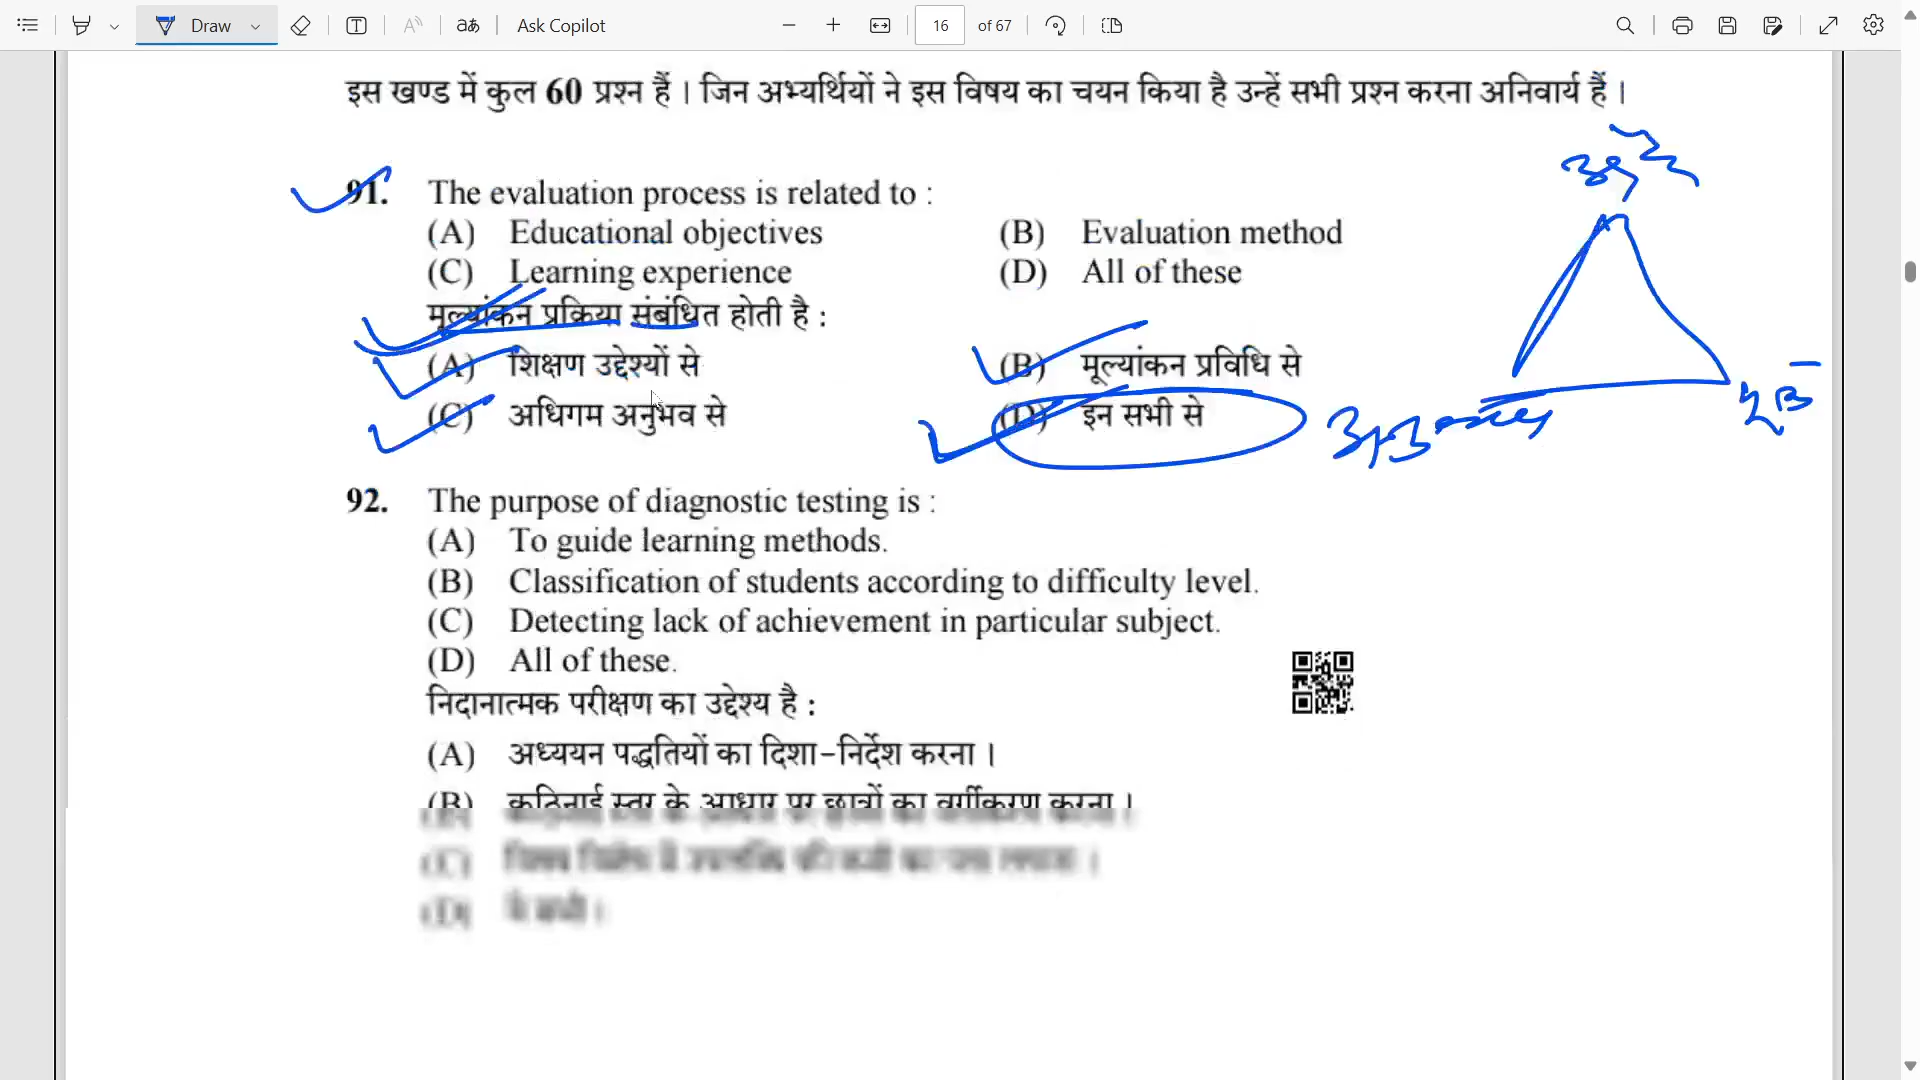 Draw
Ask Copilot
16 of 67
इस खण्ड में कुल 60 प्रश्न हैं । जिन अभ्यर्थियों ने इस विषय का चयन किया है उन्हें सभी प्रश्न करना अनिवार्य हैं ।
91. The evaluation process is related to :
(A) Educational objectives (B) Evaluation method
(C) Learning experience (D) All of these
मूल्यांकन प्रक्रिया संबंधित होती है :
(A) शिक्षण उद्देश्यों से (B) मूल्यांकन प्रविधि से
(C) अधिगम अनुभव से (D) इन सभी से
92. The purpose of diagnostic testing is :
(A) To guide learning methods.
(B) Classification of students according to difficulty level.
(C) Detecting lack of achievement in particular subject.
(D) All of these.
निदानात्मक परीक्षण का उद्देश्य है :
(A) अध्ययन पद्धतियों का दिशा-निर्देश करना ।
(B) कठिनाई स्तर के आधार पर छात्रों का वर्गीकरण करना ।
(C)
(D)